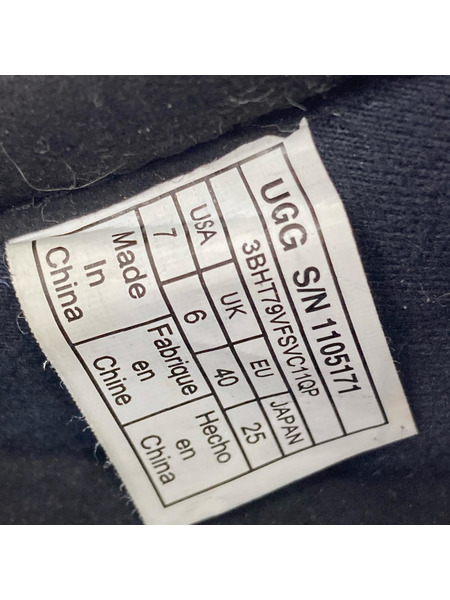 UGG S/N 1105171
3BHT79VFSVC11QP
USA UK EU JAPAN
7 6 40 25
Made Fabrique Hecho
In en en
China Chine China